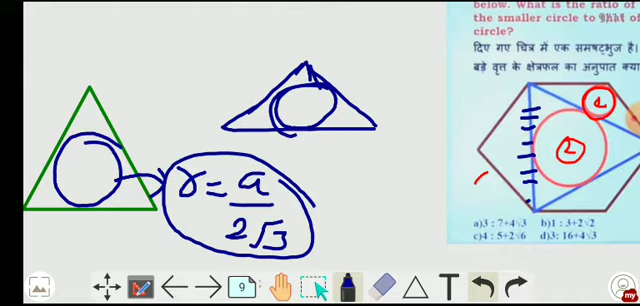 below. What is the ratio of
the smaller circle to that of
circle?
दिए गए चित्र में एक समषट्भुज है।
बड़े वृत्त के क्षेत्रफल का अनुपात क्या
1
2
r = a
2√3
a)3 : 7+4√3 b)1 : 3+2√2
c)4 : 5+2√6 d)3: 16+4√3
9
T
my